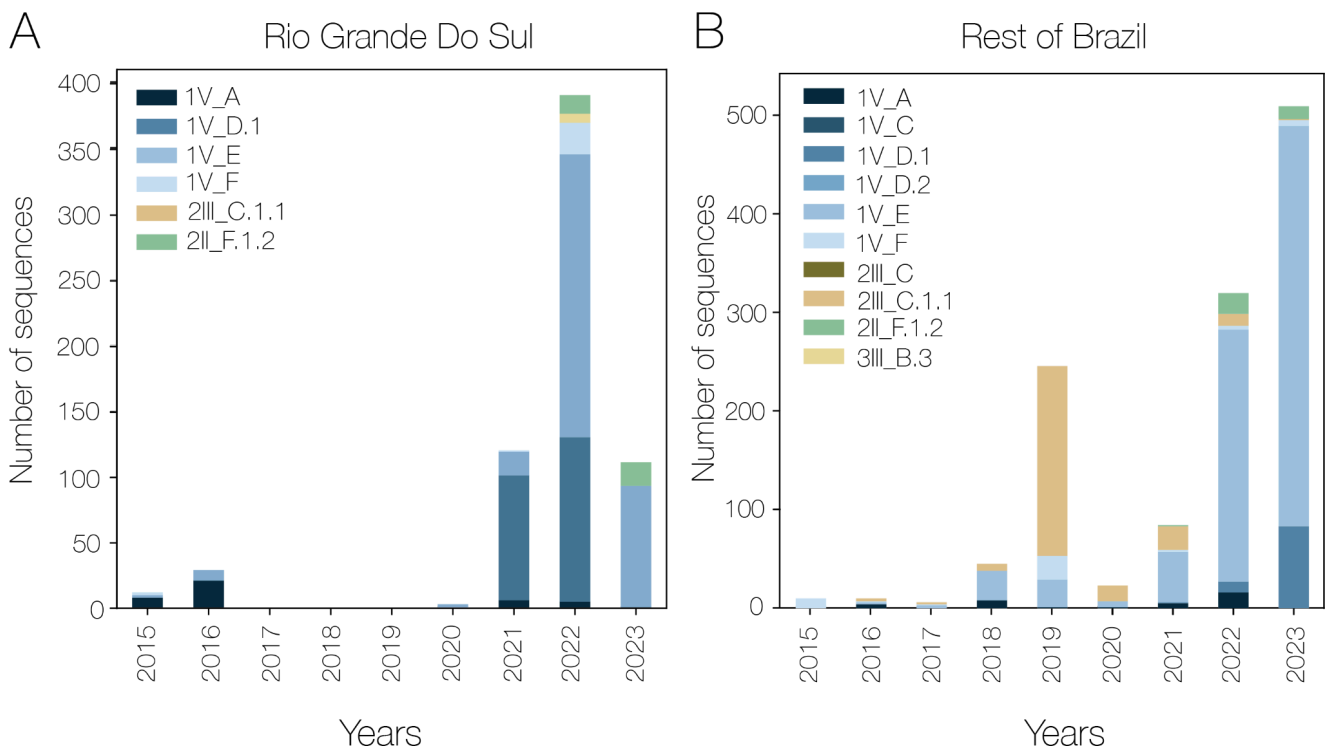 A
Rio Grande Do Sul
Number of sequences
400
350
300
250
200
150
100
50
0
1V_A
1V_D.1
1V_E
1V_F
2III_C.1.1
2II_F.1.2
2015
2016
2017
2018
2019
2020
2021
2022
2023
Years
B
Rest of Brazil
Number of sequences
500
400
300
200
100
0
1V_A
1V_C
1V_D.1
1V_D.2
1V_E
1V_F
2III_C
2III_C.1.1
2II_F.1.2
3III_B.3
2015
2016
2017
2018
2019
2020
2021
2022
2023
Years